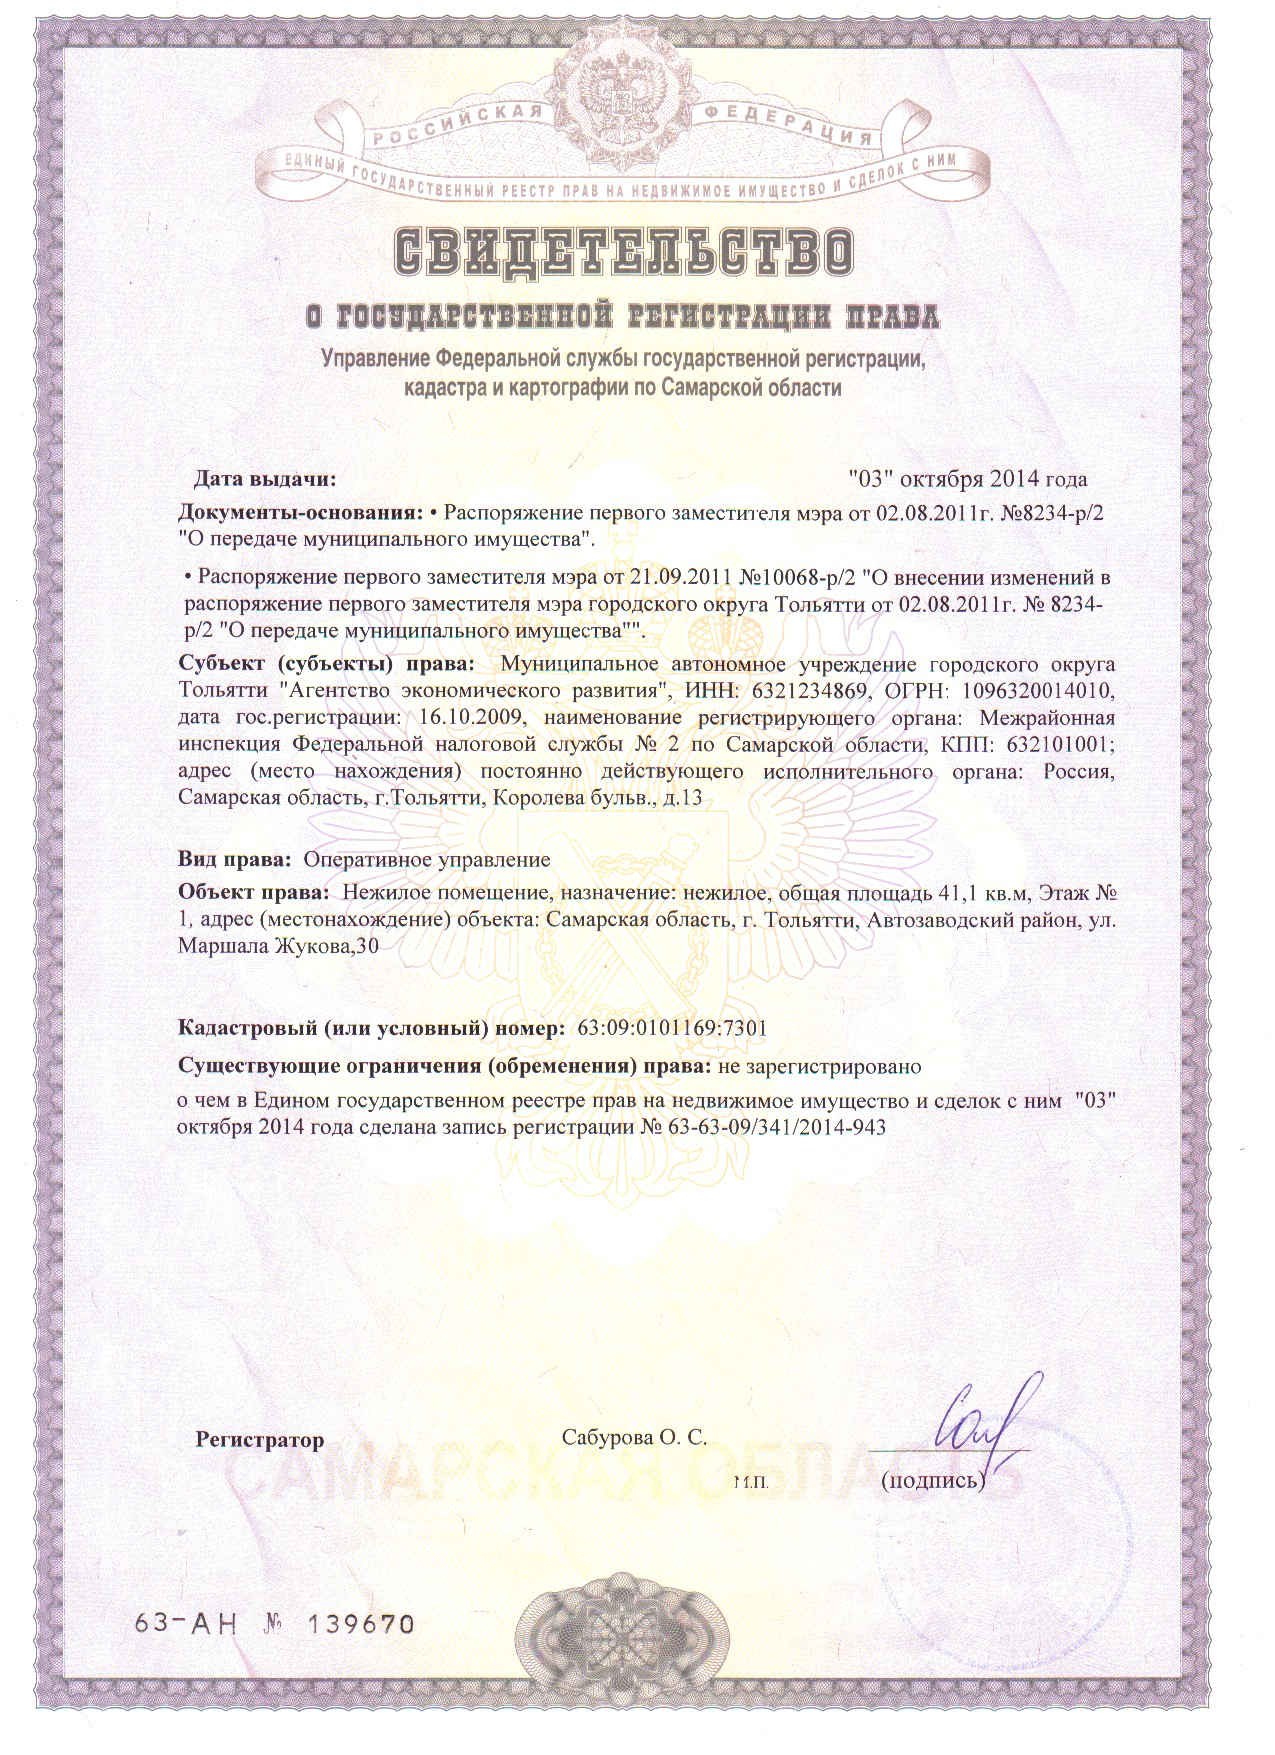 РОССИЙСКАЯ ФЕДЕРАЦИЯ
ЕДИНЫЙ ГОСУДАРСТВЕННЫЙ РЕЕСТР ПРАВ НА НЕДВИЖИМОЕ ИМУЩЕСТВО И СДЕЛОК С НИМ
СВИДЕТЕЛЬСТВО
О ГОСУДАРСТВЕННОЙ РЕГИСТРАЦИИ ПРАВА
Управление Федеральной службы государственной регистрации,
кадастра и картографии по Самарской области
Дата выдачи: "03" октября 2014 года
Документы-основания: • Распоряжение первого заместителя мэра от 02.08.2011г. №8234-р/2
"О передаче муниципального имущества".
• Распоряжение первого заместителя мэра от 21.09.2011 №10068-р/2 "О внесении изменений в
распоряжение первого заместителя мэра городского округа Тольятти от 02.08.2011г. № 8234-
р/2 "О передаче муниципального имущества"".
Субъект (субъекты) права: Муниципальное автономное учреждение городского округа
Тольятти "Агентство экономического развития", ИНН: 6321234869, ОГРН: 1096320014010,
дата гос.регистрации: 16.10.2009, наименование регистрирующего органа: Межрайонная
инспекция Федеральной налоговой службы № 2 по Самарской области, КПП: 632101001;
адрес (место нахождения) постоянно действующего исполнительного органа: Россия,
Самарская область, г.Тольятти, Королева бульв., д.13
Вид права: Оперативное управление
Объект права: Нежилое помещение, назначение: нежилое, общая площадь 41,1 кв.м, Этаж №
1, адрес (местонахождение) объекта: Самарская область, г. Тольятти, Автозаводский район, ул.
Маршала Жукова,30
Кадастровый (или условный) номер: 63:09:0101169:7301
Существующие ограничения (обременения) права: не зарегистрировано
о чем в Едином государственном реестре прав на недвижимое имущество и сделок с ним "03"
октября 2014 года сделана запись регистрации № 63-63-09/341/2014-943
Регистратор Сабурова О. С.
М.П. (подпись)
САМАРСКАЯ ОБЛАСТЬ
63-АН № 139670